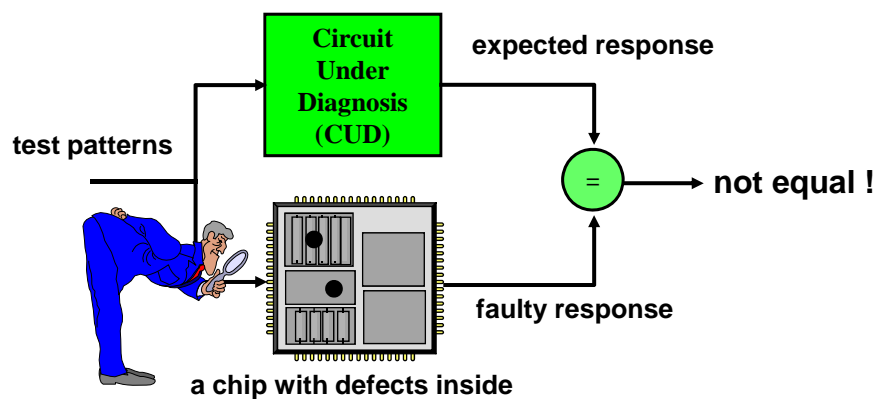 Circuit
Under
Diagnosis
(CUD)
expected response
test patterns
=
not equal !
faulty response
a chip with defects inside